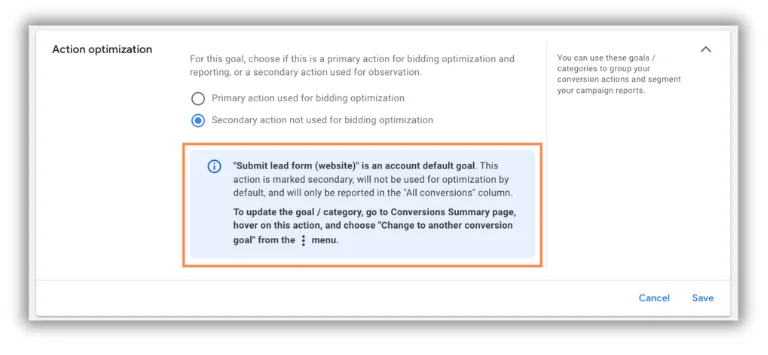 Action optimization
For this goal, choose if this is a primary action for bidding optimization and
reporting, or a secondary action used for observation.
Primary action used for bidding optimization
Secondary action not used for bidding optimization
"Submit lead form (website)" is an account default goal. This
action is marked secondary, will not be used for optimization by
default, and will only be reported in the "All conversions" column.
To update the goal / category, go to Conversions Summary page,
hover on this action, and choose "Change to another conversion
goal" from the ⋮ menu.
You can use these goals /
categories to group your
conversion actions and segment
your campaign reports.
Cancel
Save